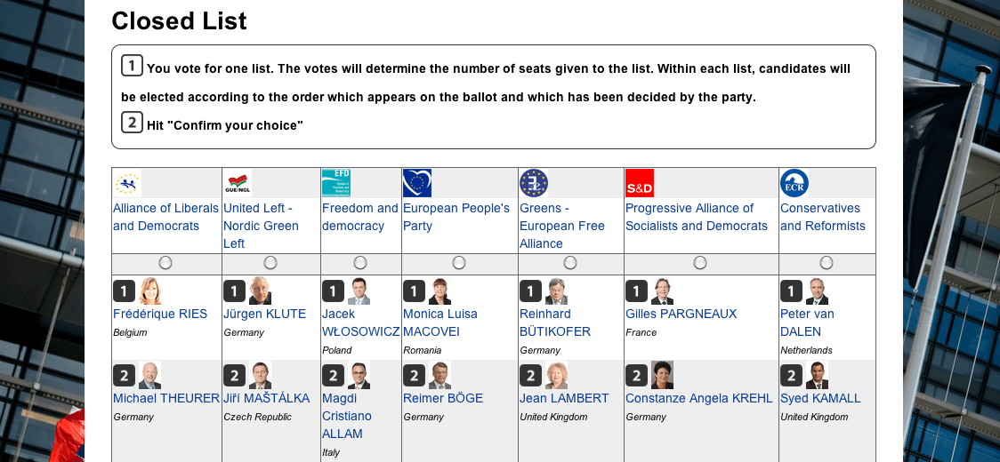 Closed List
1 You vote for one list. The votes will determine the number of seats given to the list. Within each list, candidates will
be elected according to the order which appears on the ballot and which has been decided by the party.
2 Hit "Confirm your choice"
GUE/NGL
EFD
S&D
ECR
Alliance of Liberals and Democrats
United Left - Nordic Green Left
Freedom and democracy
European People's Party
Greens - European Free Alliance
Progressive Alliance of Socialists and Democrats
Conservatives and Reformists
1
Frédérique RIES
Belgium
1
Jürgen KLUTE
Germany
1
Jacek
WŁOSOWICZ
Poland
1
Monica Luisa
MACOVEI
Romania
1
Reinhard
BÜTIKOFER
Germany
1
Gilles PARGNEAUX
France
1
Peter van
DALEN
Netherlands
2
Michael THEURER
Germany
2
Jiří MAŠTÁLKA
Czech Republic
2
Magdi
Cristiano
ALLAM
Italy
2
Reimer BÖGE
Germany
2
Jean LAMBERT
United Kingdom
2
Constanze Angela KREHL
Germany
2
Syed KAMALL
United Kingdom